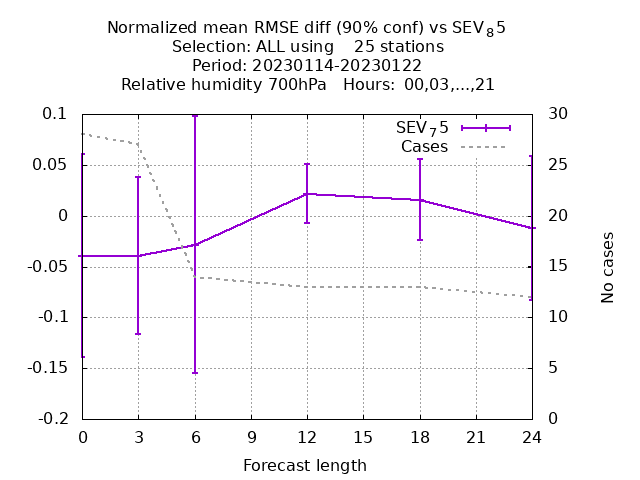 Normalized mean RMSE diff (90% conf) vs SEV₈5
Selection: ALL using    25 stations
Period: 20230114-20230122
Relative humidity 700hPa   Hours: 00,03,...,21
SEV₇5
Cases
0.1
0.05
0
-0.05
-0.1
-0.15
-0.2
30
25
20
15
10
5
0
No cases
0 3 6 9 12 15 18 21 24
Forecast length